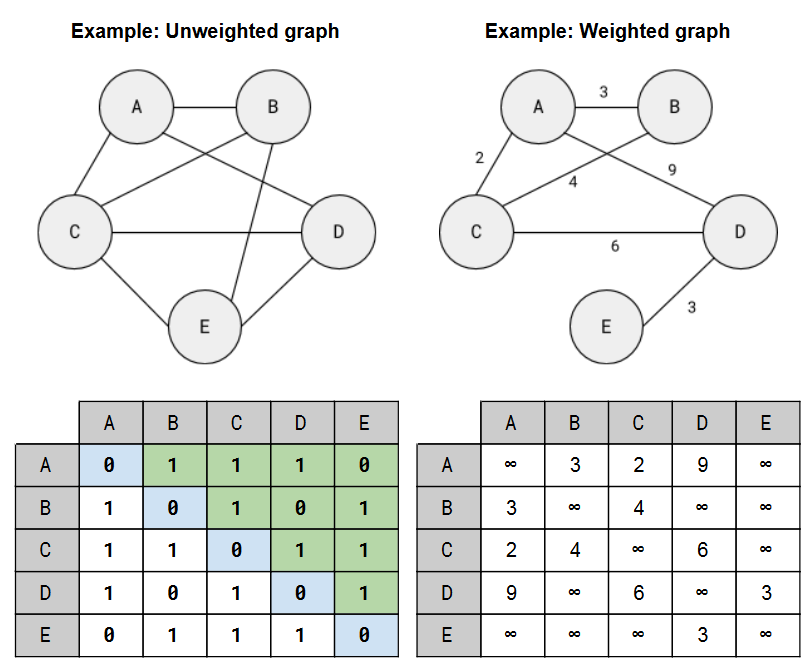 Example: Unweighted graph
A B
C D
E
A B C D E
A 0 1 1 1 0
B 1 0 1 0 1
C 1 1 0 1 1
D 1 0 1 0 1
E 0 1 1 1 0
Example: Weighted graph
3
A B
2
9
4
C D
6
3
E
A B C D E
A ∞ 3 2 9 ∞
B 3 ∞ 4 ∞ ∞
C 2 4 ∞ 6 ∞
D 9 ∞ 6 ∞ 3
E ∞ ∞ ∞ 3 ∞